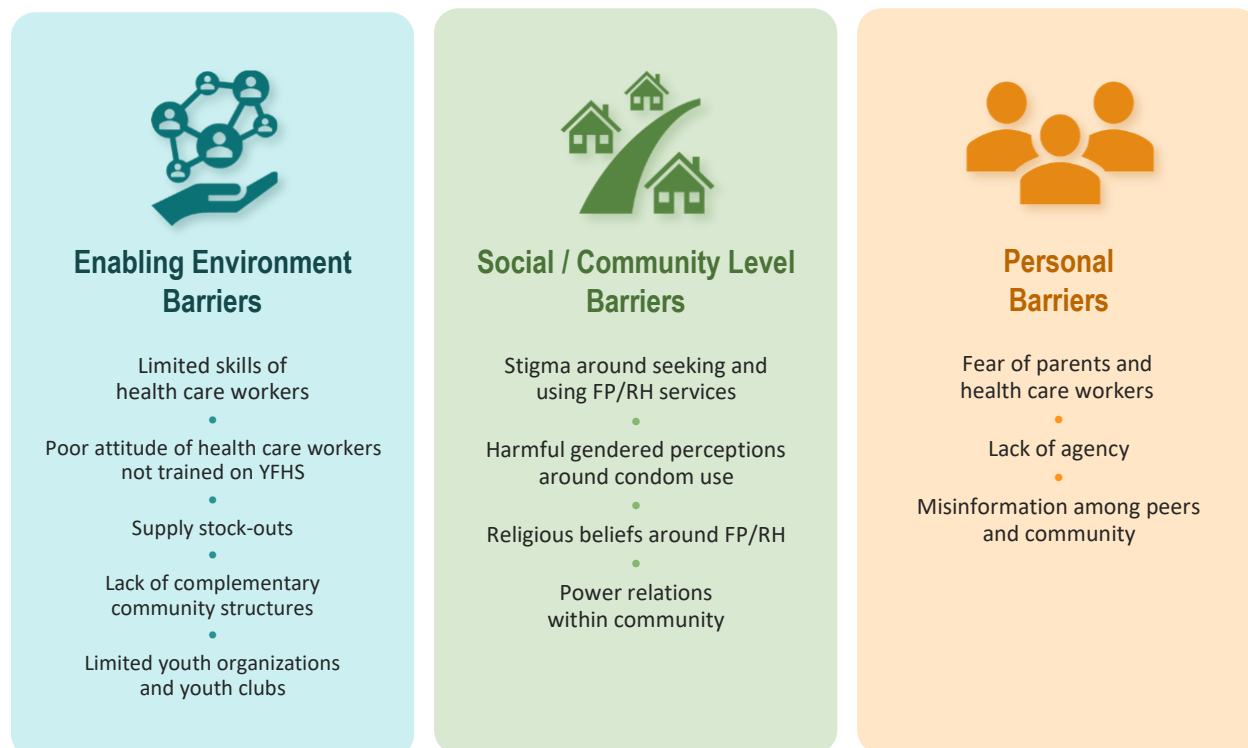 Enabling Environment
Barriers
Limited skills of
health care workers
•
Poor attitude of health care workers
not trained on YFHS
•
Supply stock-outs
•
Lack of complementary
community structures
•
Limited youth organizations
and youth clubs
Social / Community Level
Barriers
Stigma around seeking and
using FP/RH services
•
Harmful gendered perceptions
around condom use
•
Religious beliefs around FP/RH
•
Power relations
within community
Personal
Barriers
Fear of parents and
health care workers
•
Lack of agency
•
Misinformation among peers
and community